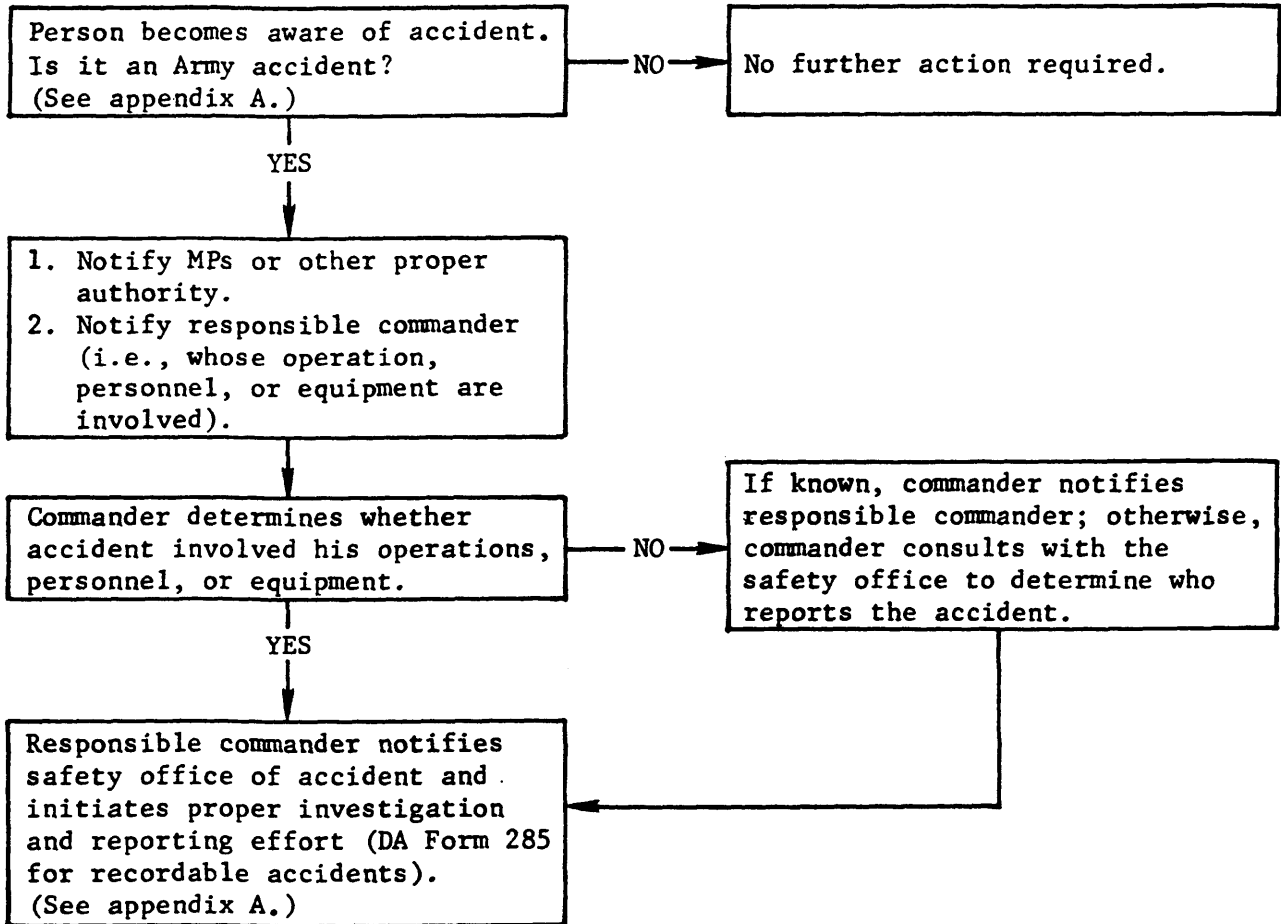 Person becomes aware of accident.
Is it an Army accident?
(See appendix A.)
NO
No further action required.
YES
1. Notify MPs or other proper
authority.
2. Notify responsible commander
(i.e., whose operation,
personnel, or equipment are
involved).
Commander determines whether
accident involved his operations,
personnel, or equipment.
NO
If known, commander notifies
responsible commander; otherwise,
commander consults with the
safety office to determine who
reports the accident.
YES
Responsible commander notifies
safety office of accident and
initiates proper investigation
and reporting effort (DA Form 285
for recordable accidents).
(See appendix A.)